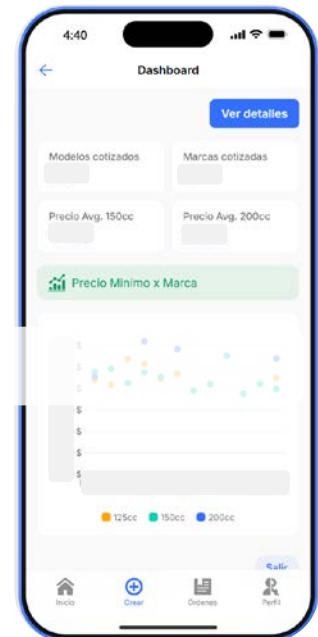 4:40
Dashboard
Ver detalles
Modelos cotizados
Marcas cotizadas
Precio Avg. 150cc
Precio Avg. 200cc
Precio Minimo x Marca
$
$
$
$
$
$
$
125cc 150cc 200cc
Salir
Inicio Crear Ordenes Perfil